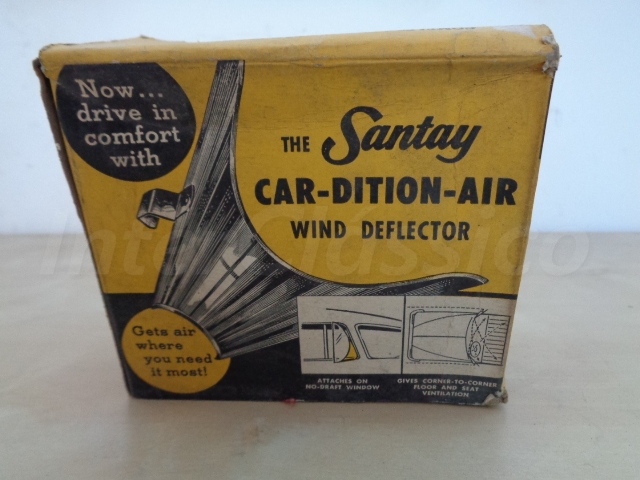 Now...
drive in
comfort
with
THE Santay
CAR-DITION-AIR
WIND DEFLECTOR
Gets air
where
you need
it most!
ATTACHES ON
NO-DRAFT WINDOW
GIVES CORNER-TO-CORNER
FLOOR AND SEAT
VENTILATION
InterClássico